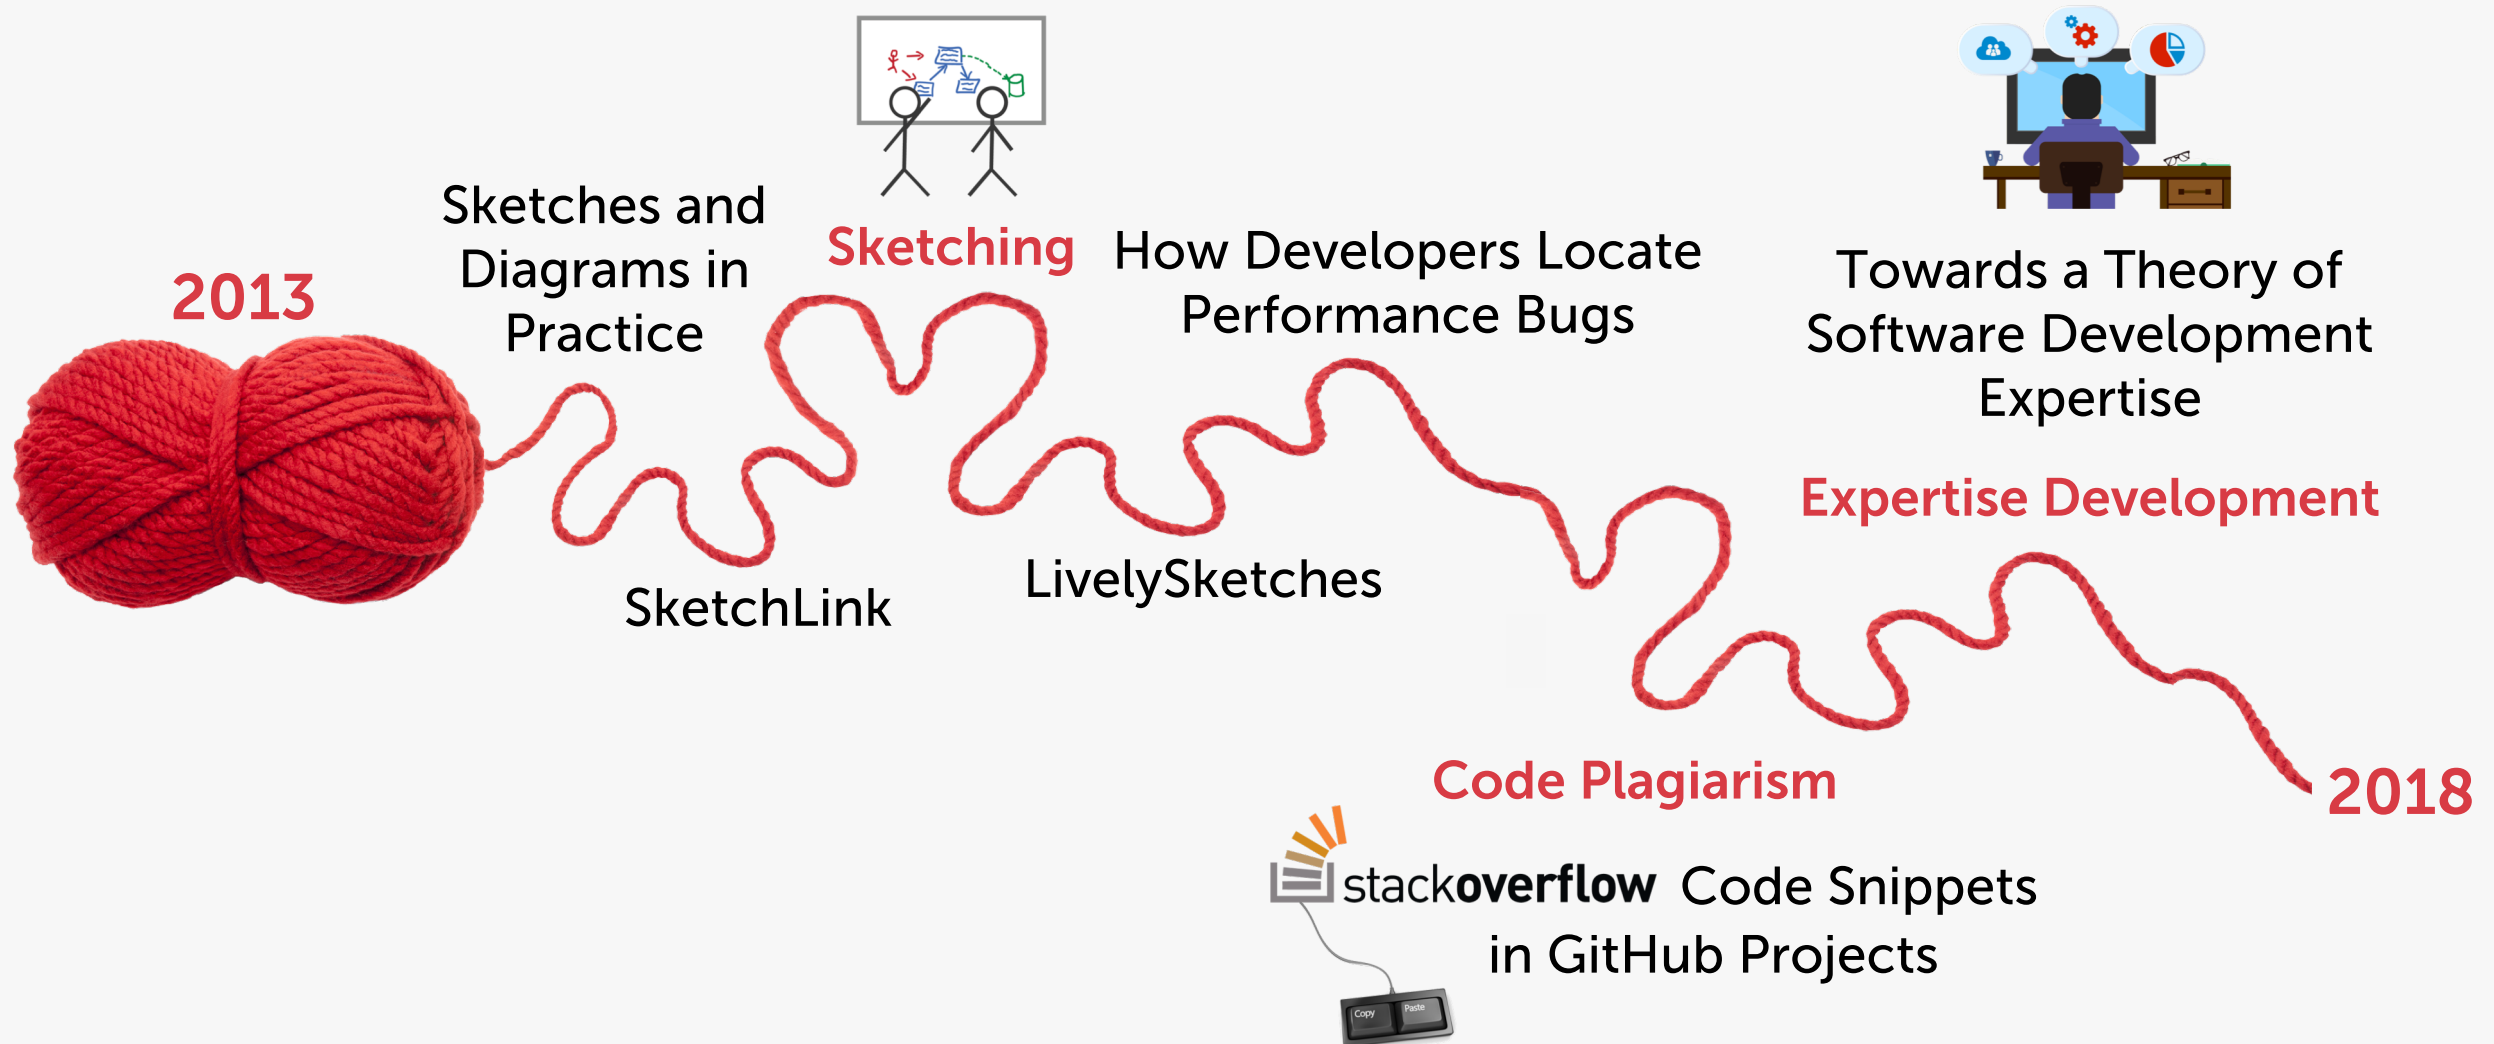 2013
Sketches and
Diagrams in
Practice
Sketching
SketchLink
How Developers Locate
Performance Bugs
LivelySketches
Towards a Theory of
Software Development
Expertise
Expertise Development
Code Plagiarism
2018
stackoverflow Code Snippets
in GitHub Projects
Copy Paste